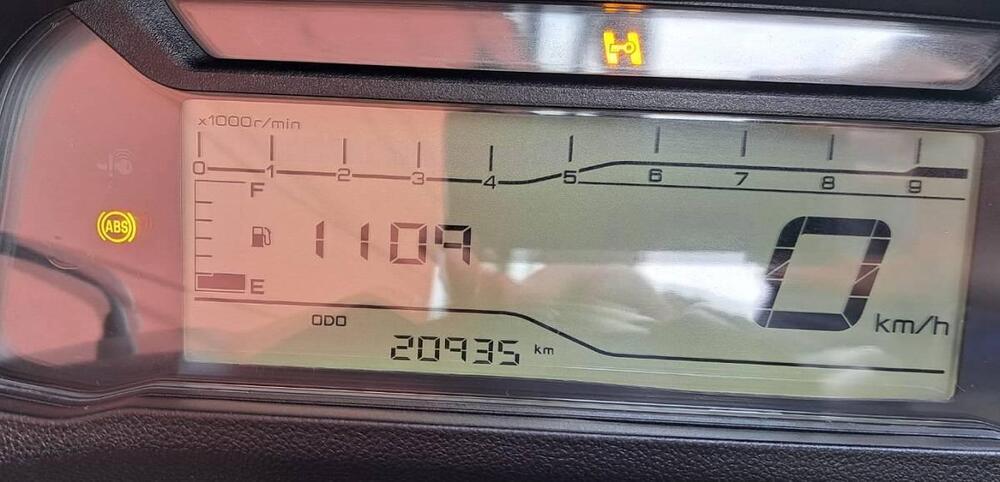 x1000r/min
0 1 2 3 4 5 6 7 8 9
F
ABS
1109
0
E
km/h
ODO
20935 km